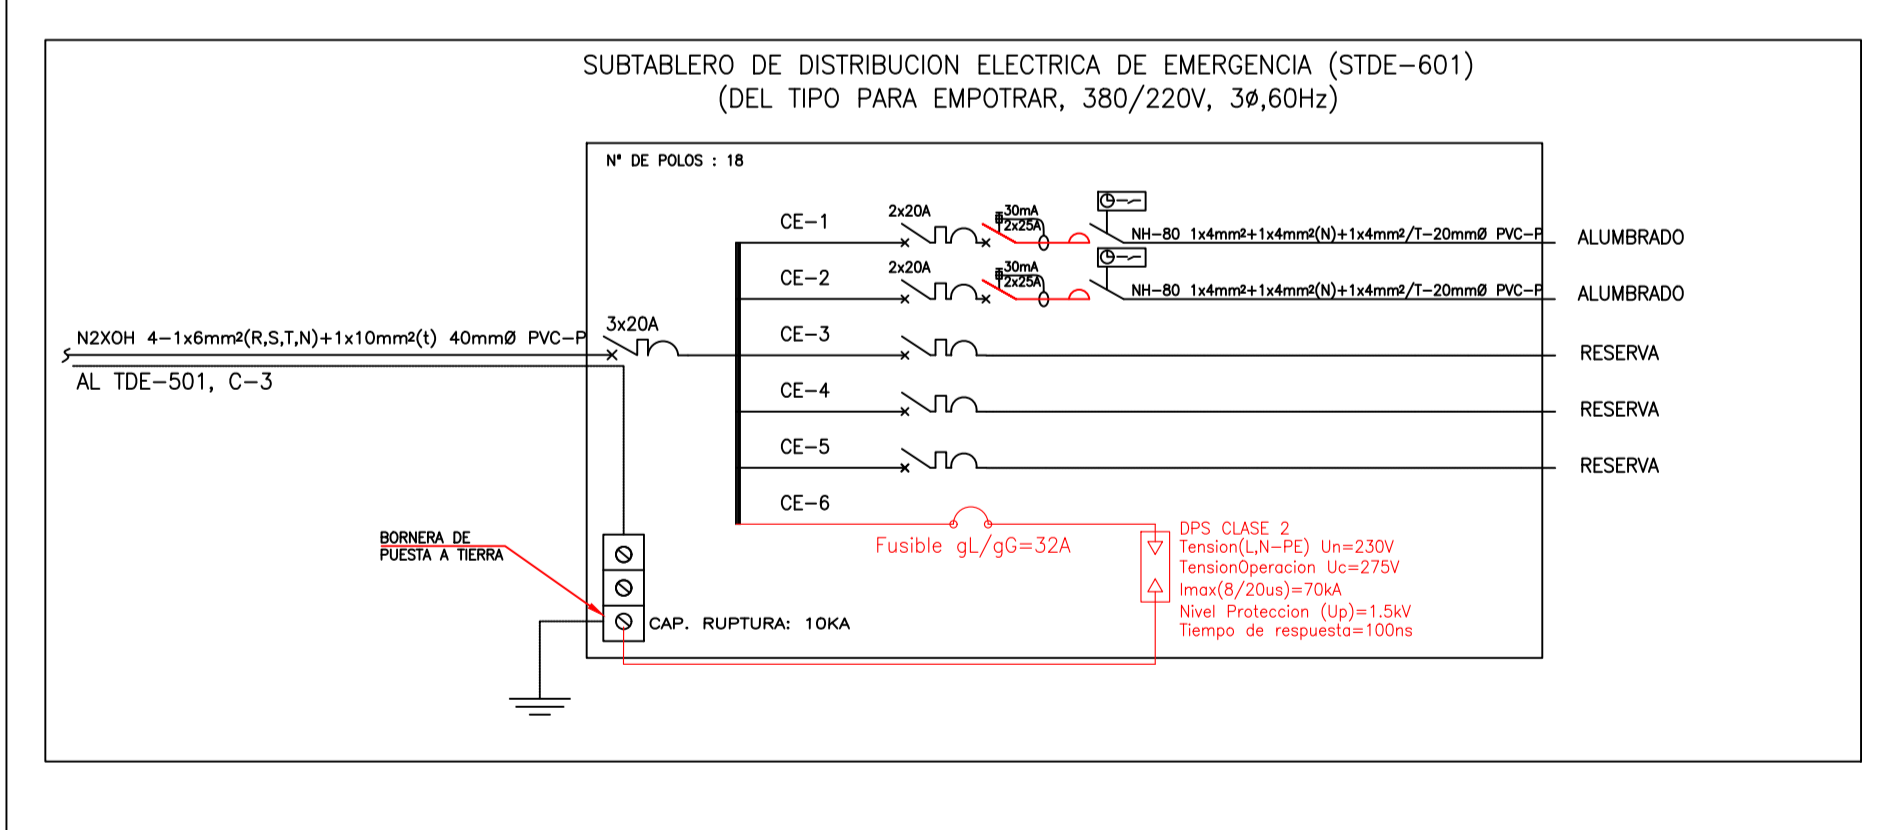 SUBTABLERO DE DISTRIBUCION ELECTRICA DE EMERGENCIA (STDE-601)
(DEL TIPO PARA EMPOTRAR, 380/220V, 3ø,60Hz)
N° DE POLOS : 18
CE-1
2x20A
30mA
2x25A
NH-80 1x4mm²+1x4mm²(N)+1x4mm²/T-20mmØ PVC-P
ALUMBRADO
CE-2
2x20A
30mA
2x25A
NH-80 1x4mm²+1x4mm²(N)+1x4mm²/T-20mmØ PVC-P
ALUMBRADO
N2XOH 4-1x6mm²(R,S,T,N)+1x10mm²(t) 40mmØ PVC-P
3x20A
AL TDE-501, C-3
CE-3
RESERVA
CE-4
RESERVA
CE-5
RESERVA
CE-6
Fusible gL/gG=32A
DPS CLASE 2
Tension(L,N-PE) Un=230V
TensionOperacion Uc=275V
Imax(8/20us)=70kA
Nivel Proteccion (Up)=1.5kV
Tiempo de respuesta=100ns
BORNERA DE
PUESTA A TIERRA
CAP. RUPTURA: 10KA